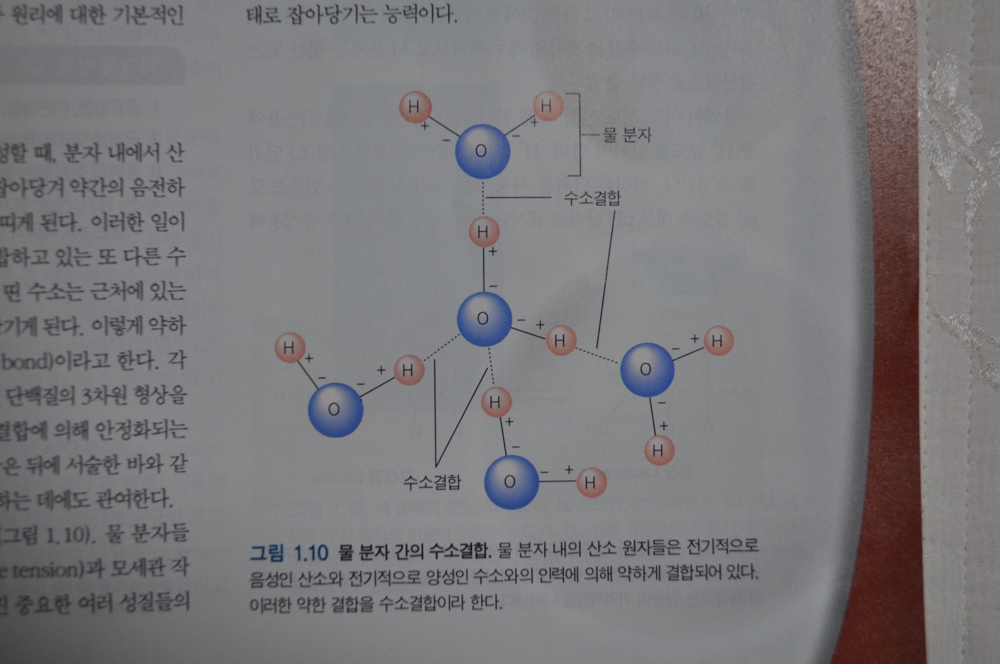 원리에 대한 기본적인
성할 때, 분자 내에서 산
잡아당겨 약간의 음전하
띠게 된다. 이러한 일이
합하고 있는 또 다른 수
띤 수소는 근처에 있는
기게 된다. 이렇게 약하
bond)이라고 한다. 각
단백질의 3차원 형상을
결합에 의해 안정화되는
은 뒤에 서술한 바와 같
하는 데에도 관여한다.
(그림 1.10). 물 분자들
e tension)과 모세관 작
중요한 여러 성질들의
태로 잡아당기는 능력이다.
H
H
+
+
−
−
O
물 분자
수소결합
H
+
−
O
−
+
H
H
+
−
O
−
+
H
O
−
+
H
−
+
H
H
+
−
O
−
+
H
수소결합
그림 1.10 물 분자 간의 수소결합. 물 분자 내의 산소 원자들은 전기적으로
음성인 산소와 전기적으로 양성인 수소와의 인력에 의해 약하게 결합되어 있다.
이러한 약한 결합을 수소결합이라 한다.